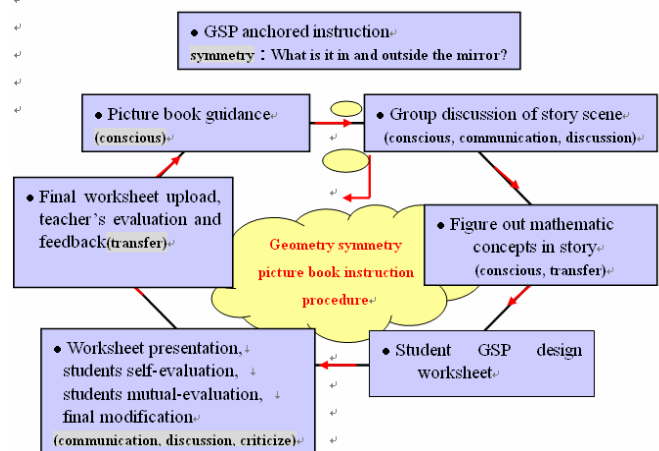 ● GSP anchored instruction
symmetry：What is it in and outside the mirror?
● Picture book guidance
(conscious)
● Group discussion of story scene
(conscious, communication, discussion)
● Final worksheet upload,
teacher's evaluation and
feedback(transfer)
Geometry symmetry
picture book instruction
procedure
● Figure out mathematic
concepts in story
(conscious, transfer)
● Worksheet presentation,
students self-evaluation,
students mutual-evaluation,
final modification
(communication, discussion, criticize)
● Student GSP design
worksheet